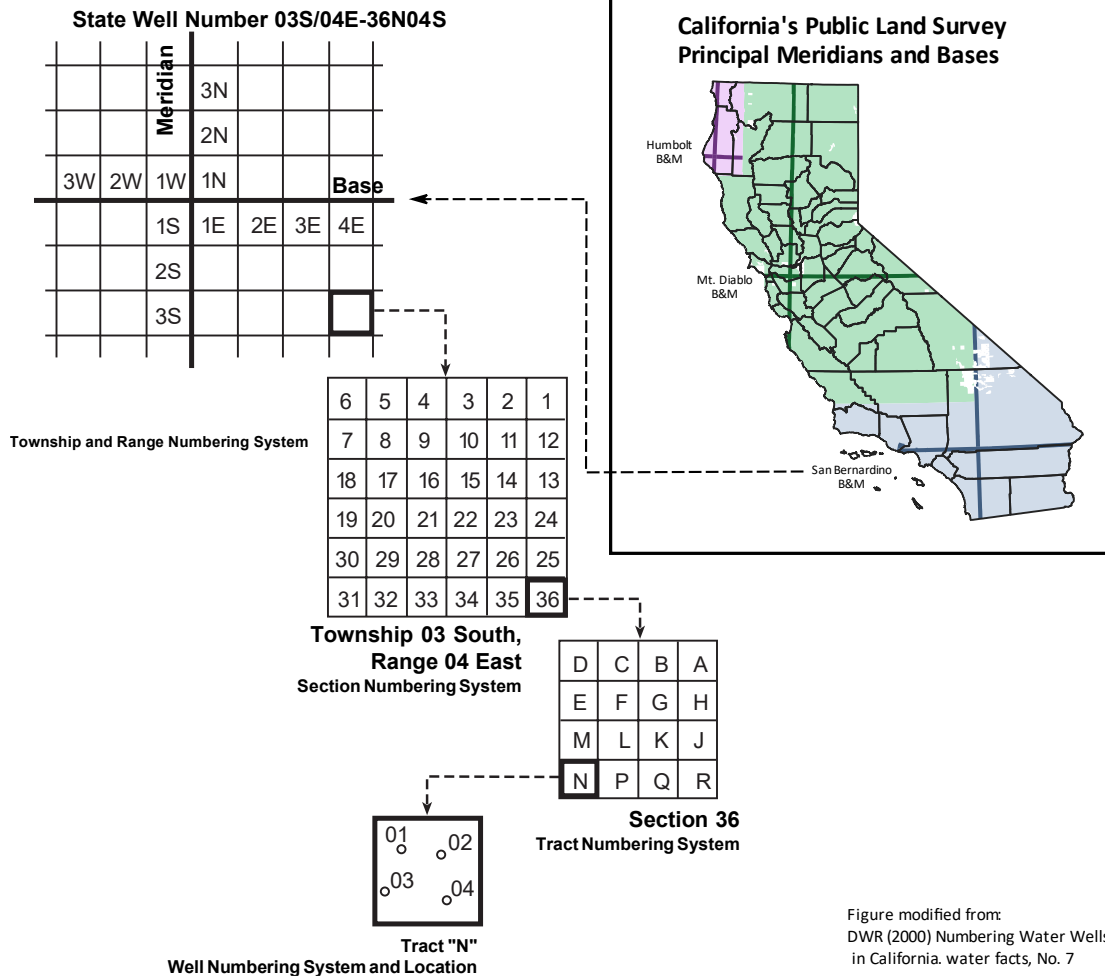 State Well Number 03S/04E-36N04S
Meridian
3N
2N
3W 2W 1W 1N Base
1S 1E 2E 3E 4E
2S
3S
Township and Range Numbering System
California's Public Land Survey
Principal Meridians and Bases
Humbolt
B&M
Mt. Diablo
B&M
San Bernardino
B&M
6 5 4 3 2 1
7 8 9 10 11 12
18 17 16 15 14 13
19 20 21 22 23 24
30 29 28 27 26 25
31 32 33 34 35 36
Township 03 South,
Range 04 East
Section Numbering System
D C B A
E F G H
M L K J
N P Q R
Section 36
Tract Numbering System
01 02
03 04
Tract "N"
Well Numbering System and Location
Figure modified from:
DWR (2000) Numbering Water Wells
in California. water facts, No. 7